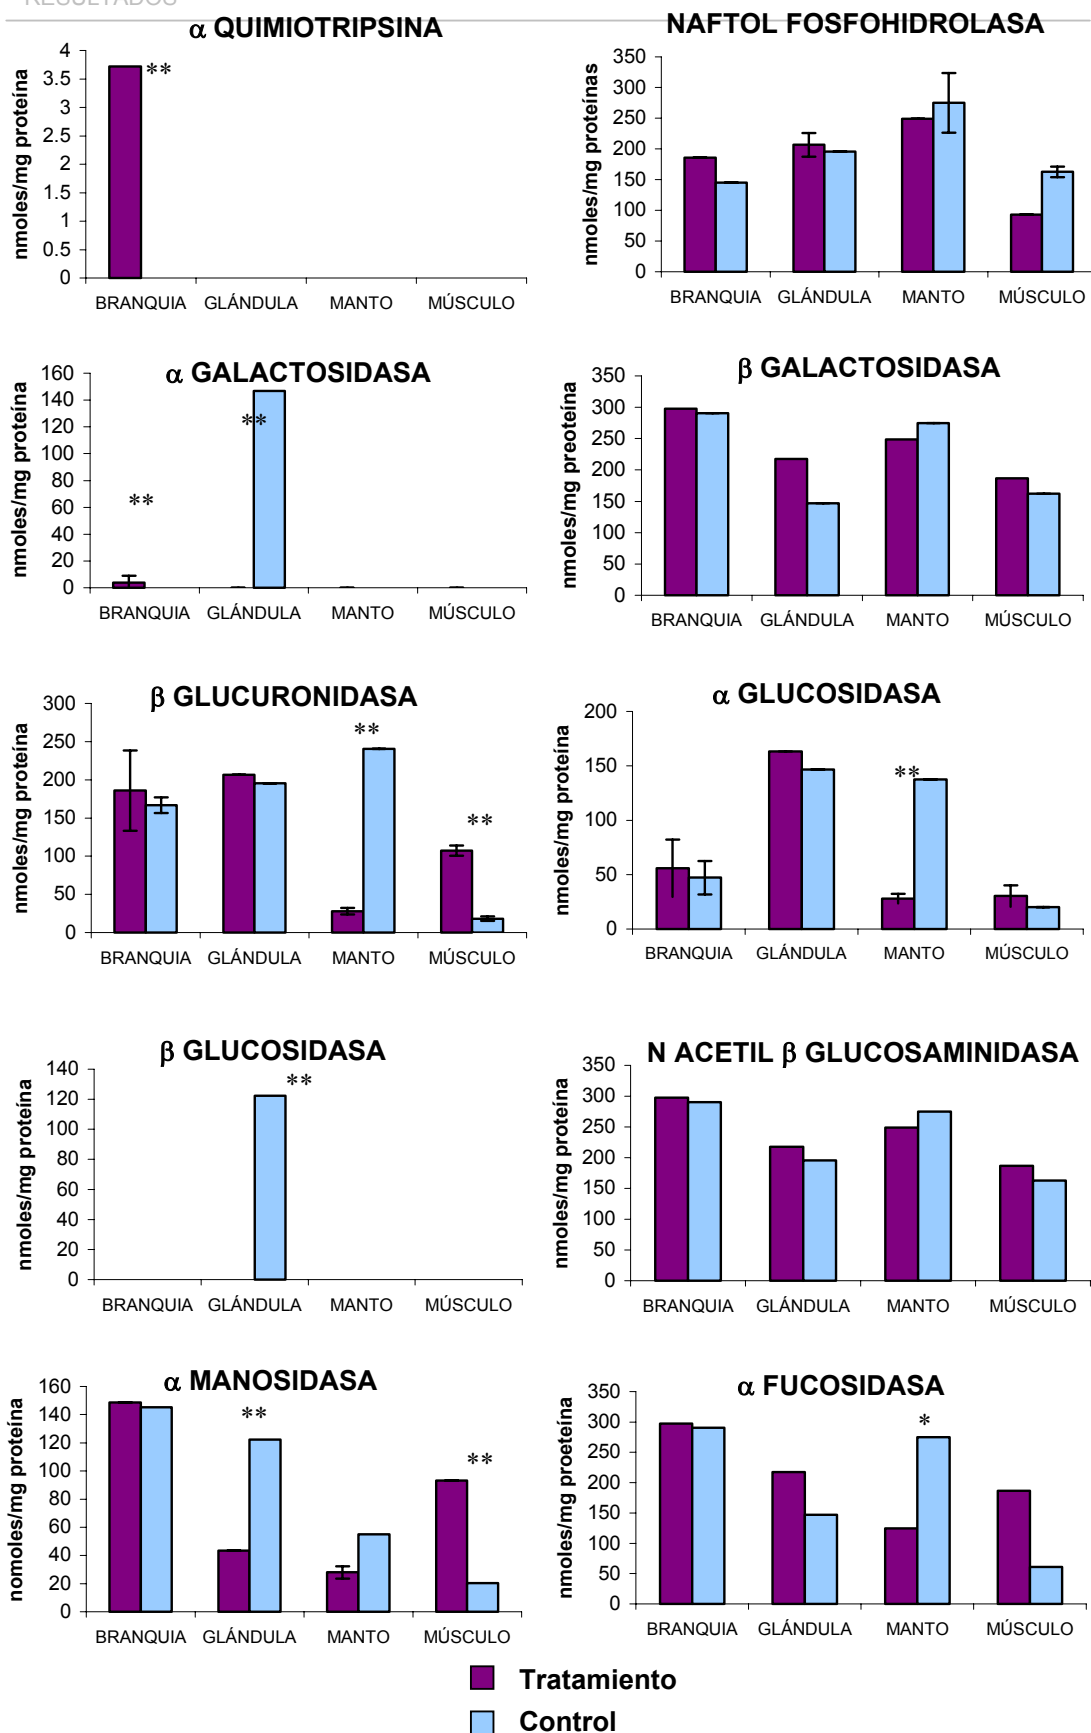 RESULTADOS
α QUIMIOTRIPSINA
nmoles/mg proteína
4
3.5
3
2.5
2
1.5
1
0.5
0
**
BRANQUIA GLÁNDULA MANTO MÚSCULO
NAFTOL FOSFOHIDROLASA
nmoles/mg proteínas
350
300
250
200
150
100
50
0
BRANQUIA GLÁNDULA MANTO MÚSCULO
α GALACTOSIDASA
nmoles/mg proteína
160
140
120
100
80
60
40
20
0
**
**
BRANQUIA GLÁNDULA MANTO MÚSCULO
β GALACTOSIDASA
nmoles/mg preoteína
350
300
250
200
150
100
50
0
BRANQUIA GLÁNDULA MANTO MÚSCULO
β GLUCURONIDASA
nmoles/mg proteína
300
250
200
150
100
50
0
**
**
BRANQUIA GLÁNDULA MANTO MÚSCULO
α GLUCOSIDASA
nmoles/mg proteína
200
150
100
50
0
**
BRANQUIA GLÁNDULA MANTO MÚSCULO
β GLUCOSIDASA
nmoles/mg proteína
140
120
100
80
60
40
20
0
**
BRANQUIA GLÁNDULA MANTO MÚSCULO
N ACETIL β GLUCOSAMINIDASA
nmoles/mg proteína
350
300
250
200
150
100
50
0
BRANQUIA GLÁNDULA MANTO MÚSCULO
α MANOSIDASA
nomoles/mg proteína
160
140
120
100
80
60
40
20
0
**
**
BRANQUIA GLÁNDULA MANTO MÚSCULO
α FUCOSIDASA
nmoles/mg proeteína
350
300
250
200
150
100
50
0
*
BRANQUIA GLÁNDULA MANTO MÚSCULO
Tratamiento
Control